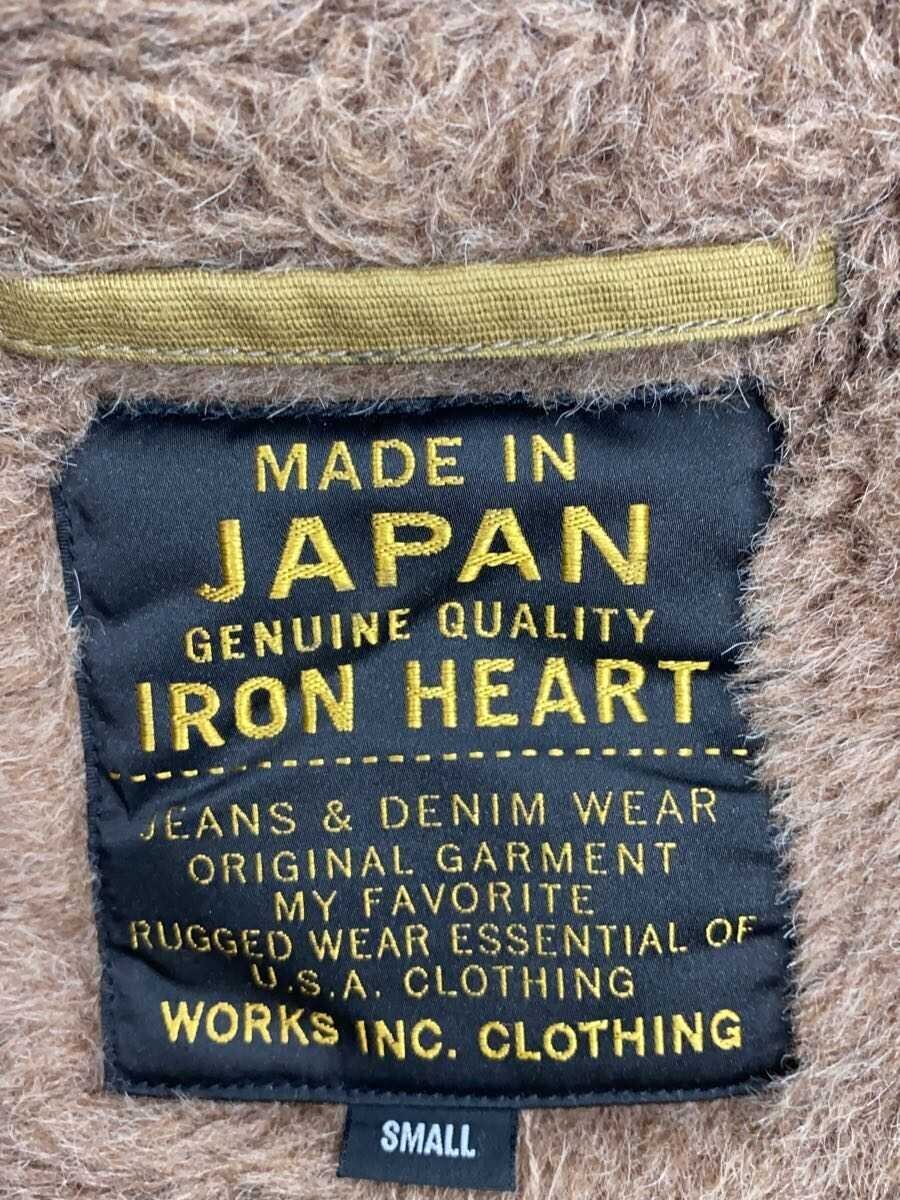 MADE IN
JAPAN
GENUINE QUALITY
IRON HEART
JEANS & DENIM WEAR
ORIGINAL GARMENT
MY FAVORITE
RUGGED WEAR ESSENTIAL OF
U.S.A. CLOTHING
WORKS INC. CLOTHING
SMALL